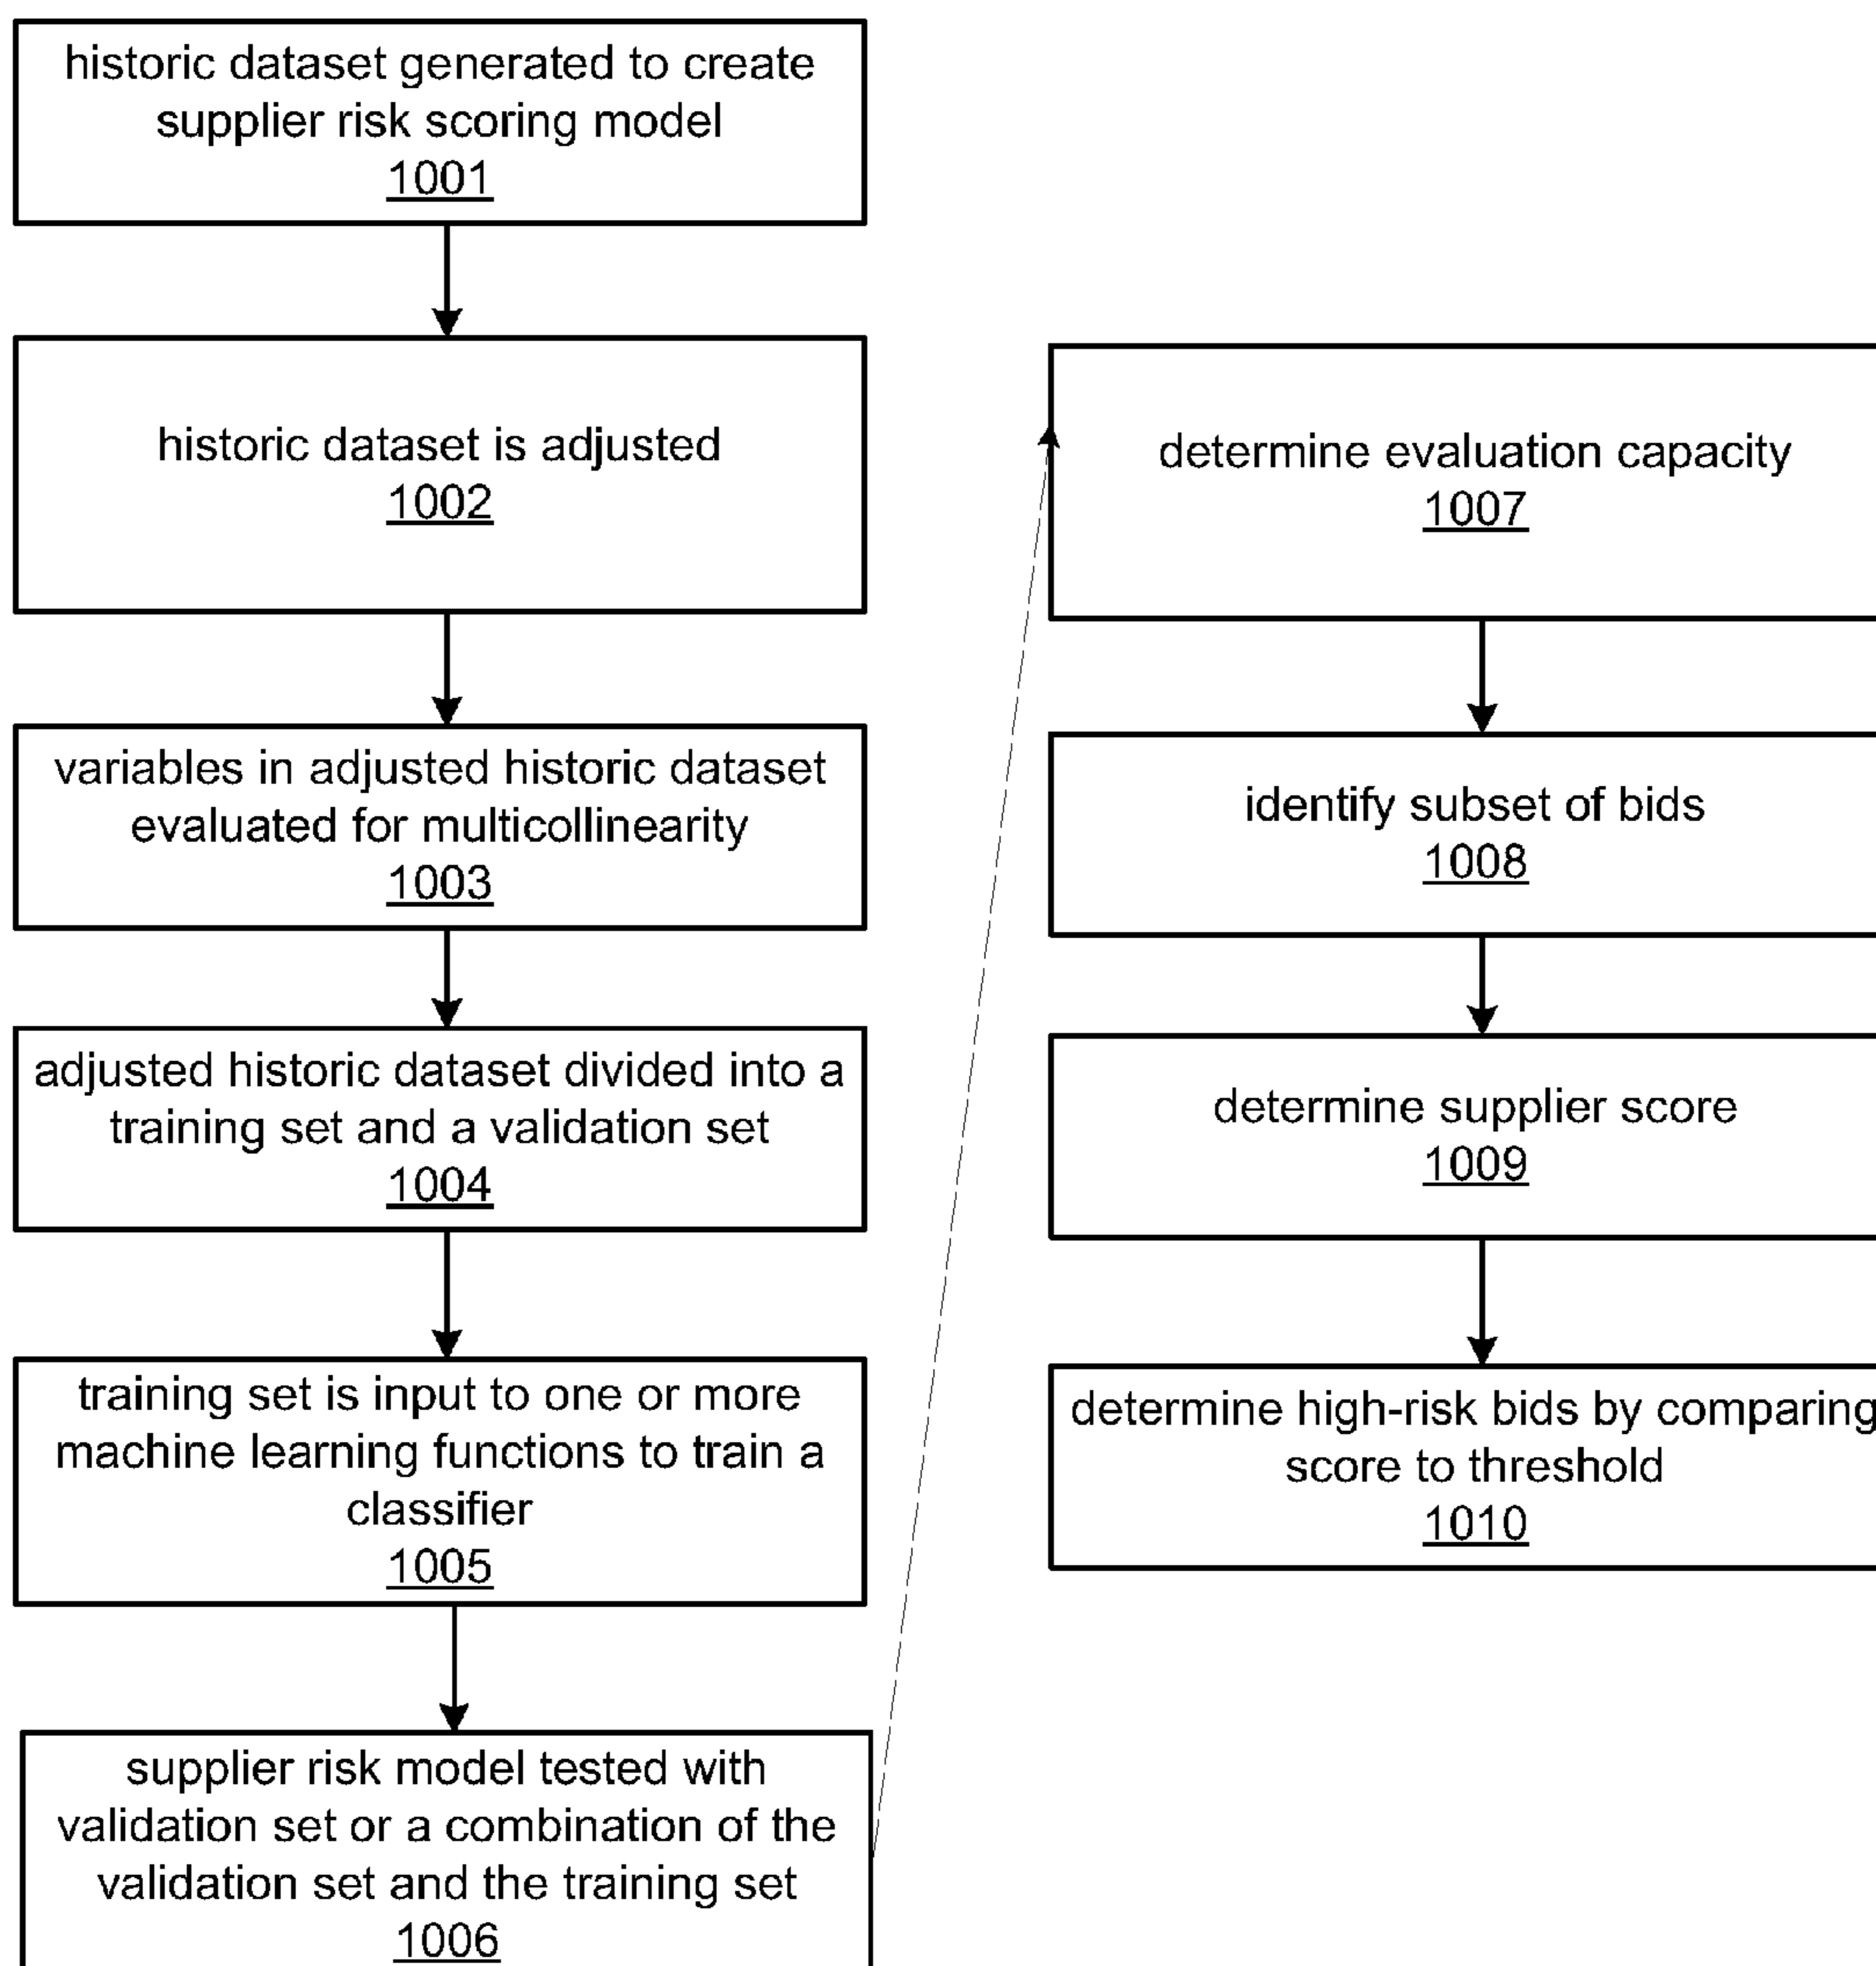 historic dataset generated to create
supplier risk scoring model
1001
historic dataset is adjusted
1002
variables in adjusted historic dataset
evaluated for multicollinearity
1003
adjusted historic dataset divided into a
training set and a validation set
1004
training set is input to one or more
machine learning functions to train a
classifier
1005
supplier risk model tested with
validation set or a combination of the
validation set and the training set
1006
determine evaluation capacity
1007
identify subset of bids
1008
determine supplier score
1009
determine high-risk bids by comparing
score to threshold
1010